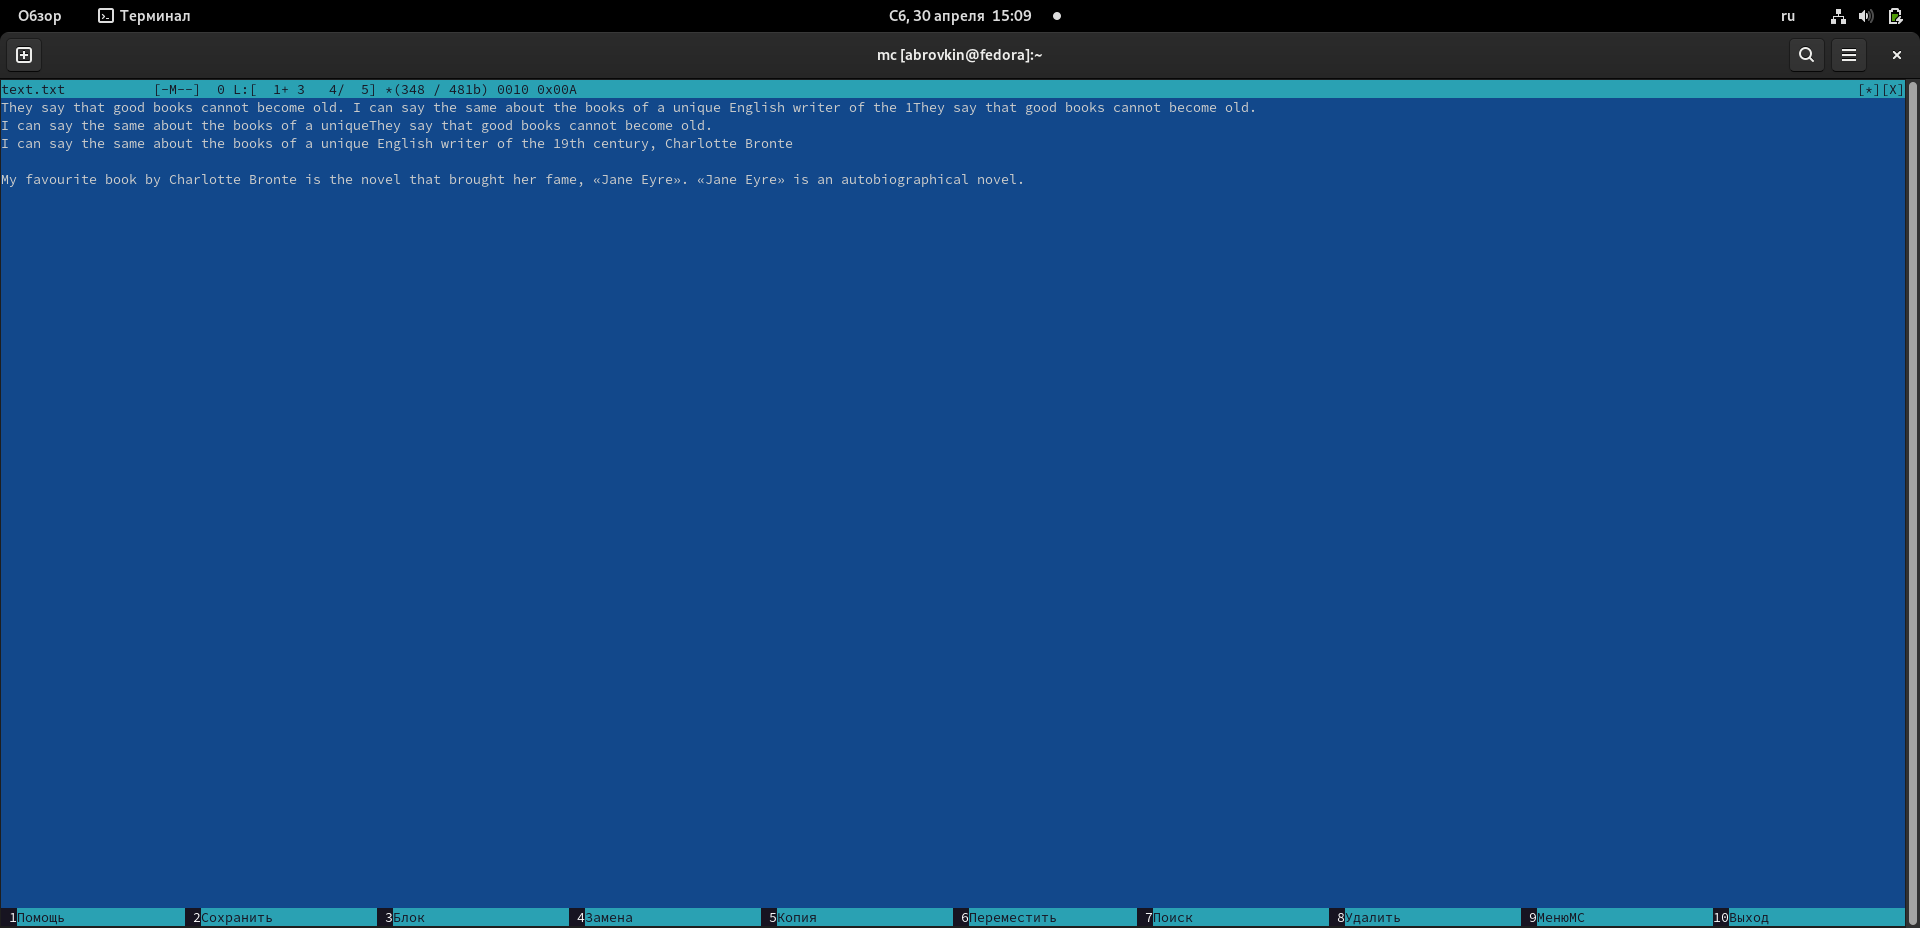 Обзор Терминал Сб, 30 апреля 15:09 ru
mc [abrovkin@fedora]:~
text.txt [-M--] 0 L:[ 1+ 3 4/ 5] *(348 / 481b) 0010 0x00A [*][X]
They say that good books cannot become old. I can say the same about the books of a unique English writer of the 1They say that good books cannot become old.
I can say the same about the books of a uniqueThey say that good books cannot become old.
I can say the same about the books of a unique English writer of the 19th century, Charlotte Bronte
My favourite book by Charlotte Bronte is the novel that brought her fame, «Jane Eyre». «Jane Eyre» is an autobiographical novel.
1Помощь 2Сохранить 3Блок 4Замена 5Копия 6Переместить 7Поиск 8Удалить 9МенюМС 10Выход